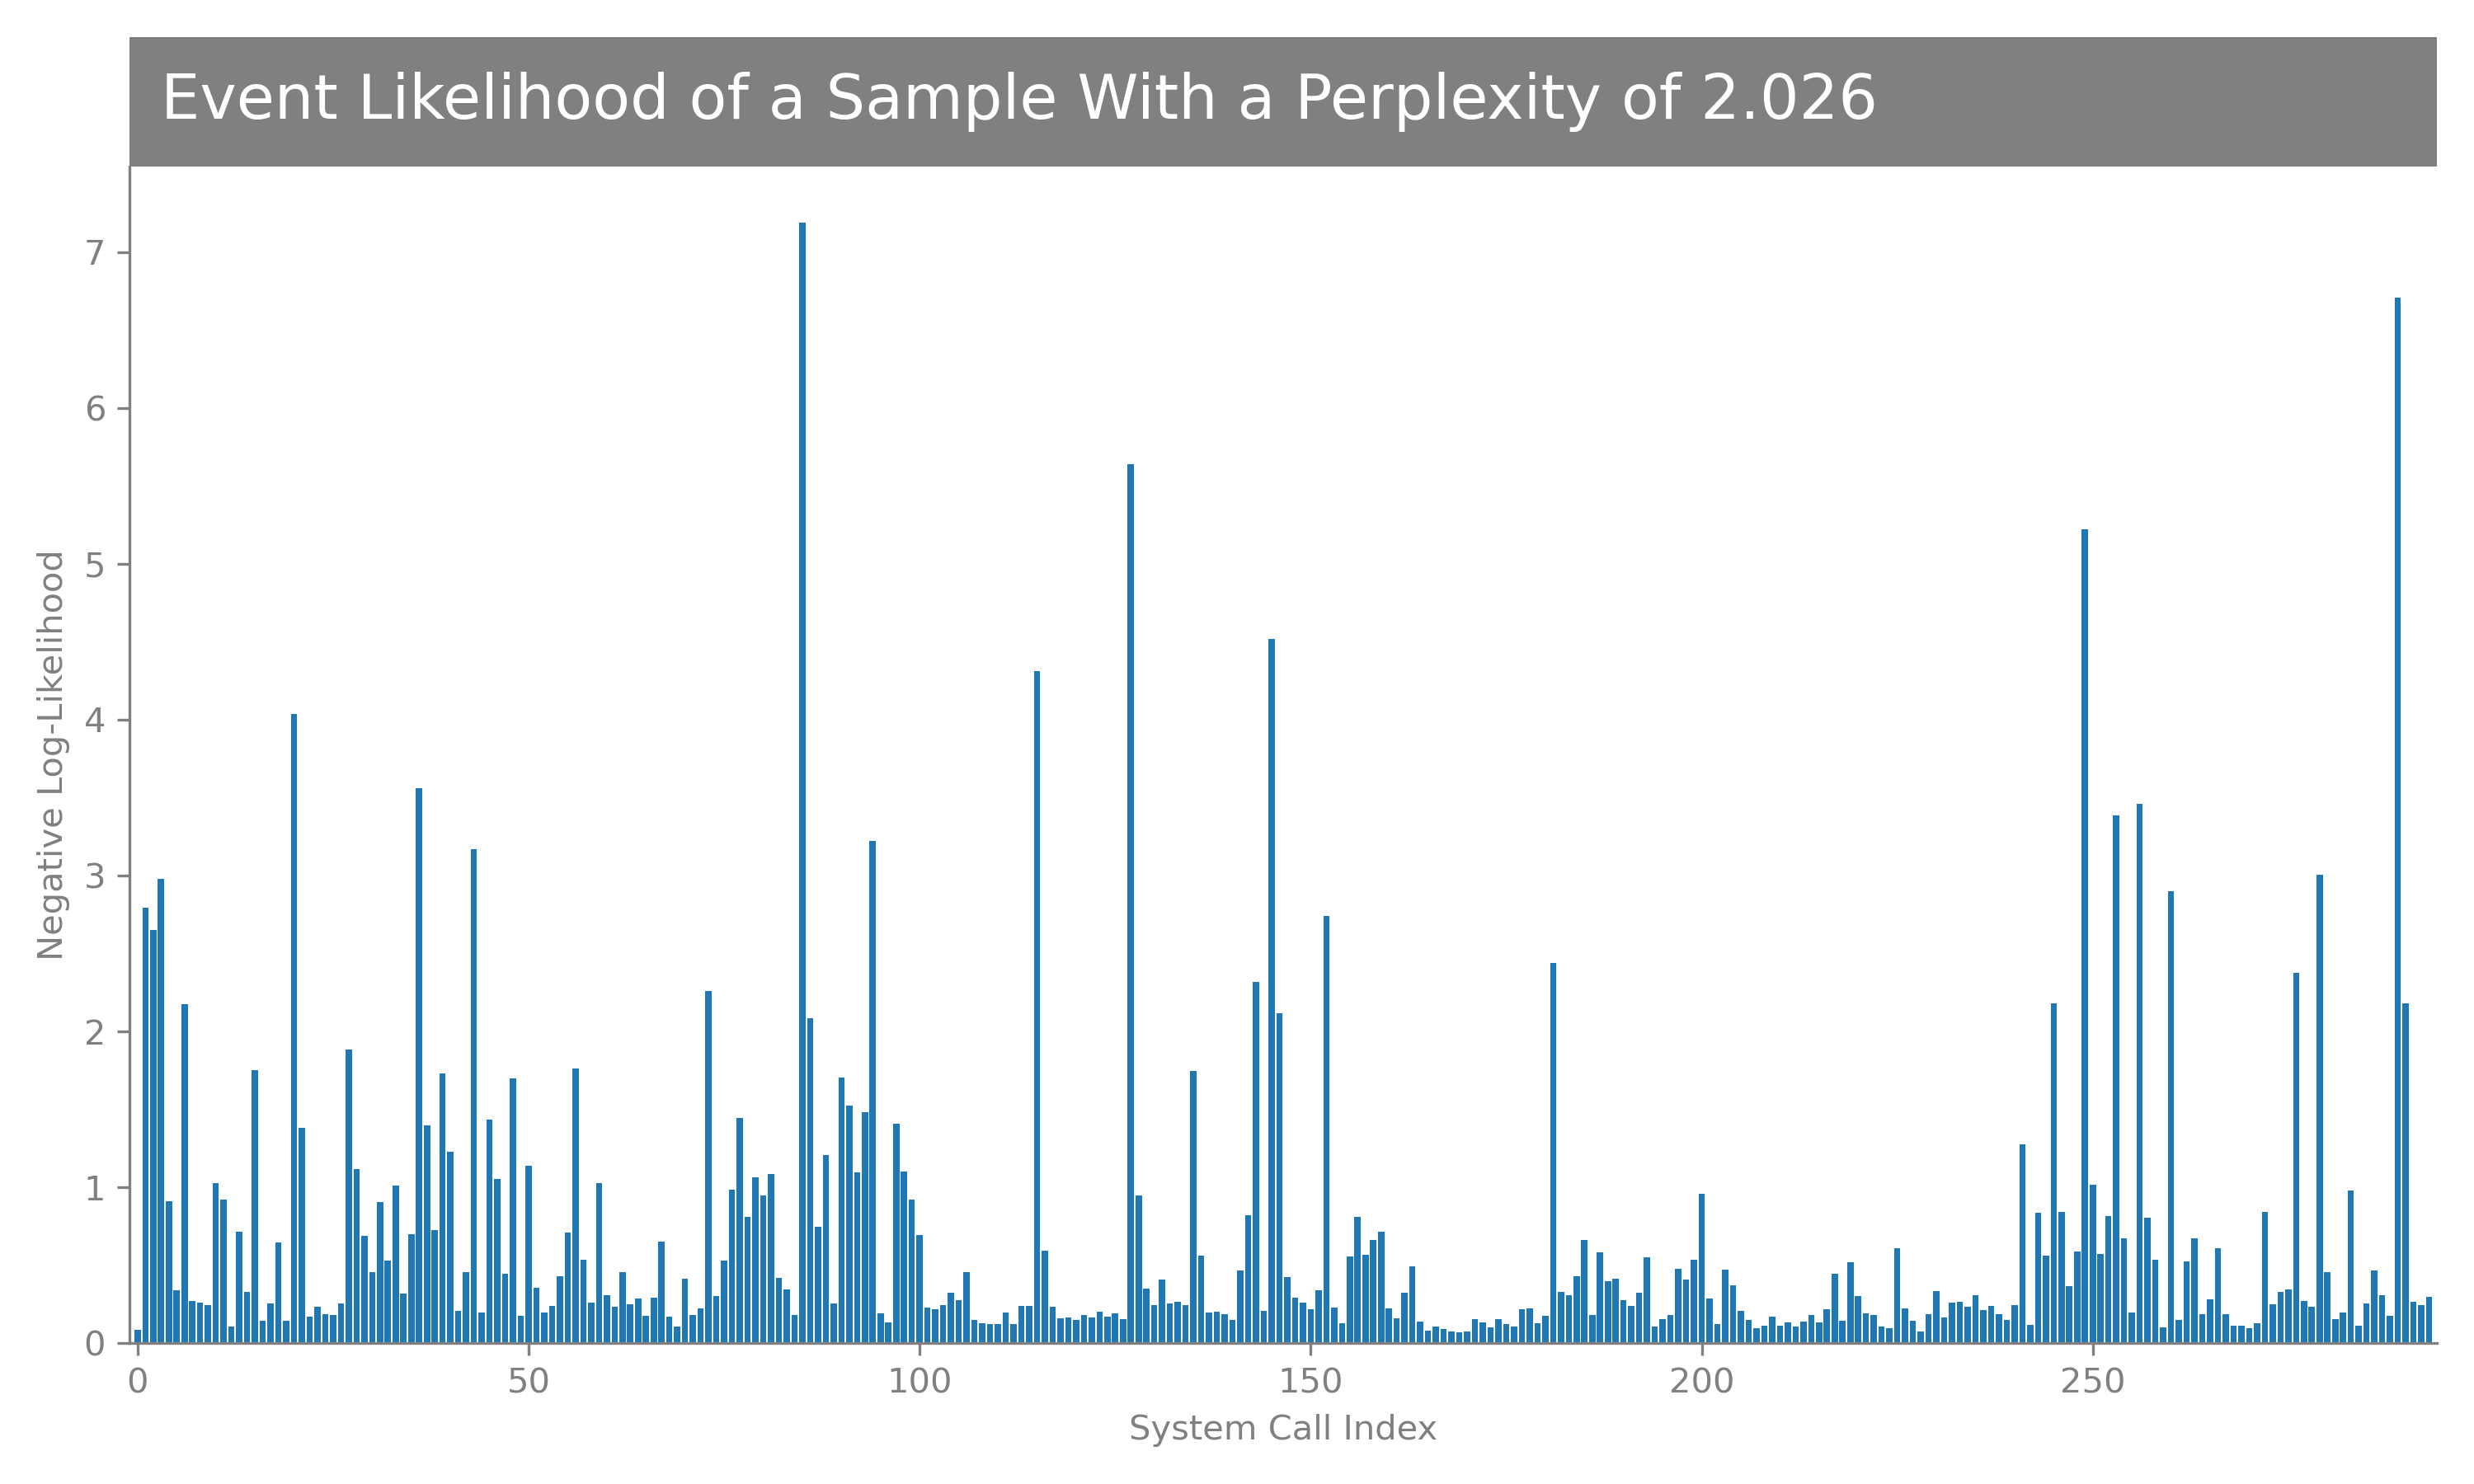 Event Likelihood of a Sample With a Perplexity of 2.026
Negative Log-Likelihood
7
6
5
4
3
2
1
0
0 50 100 150 200 250
System Call Index